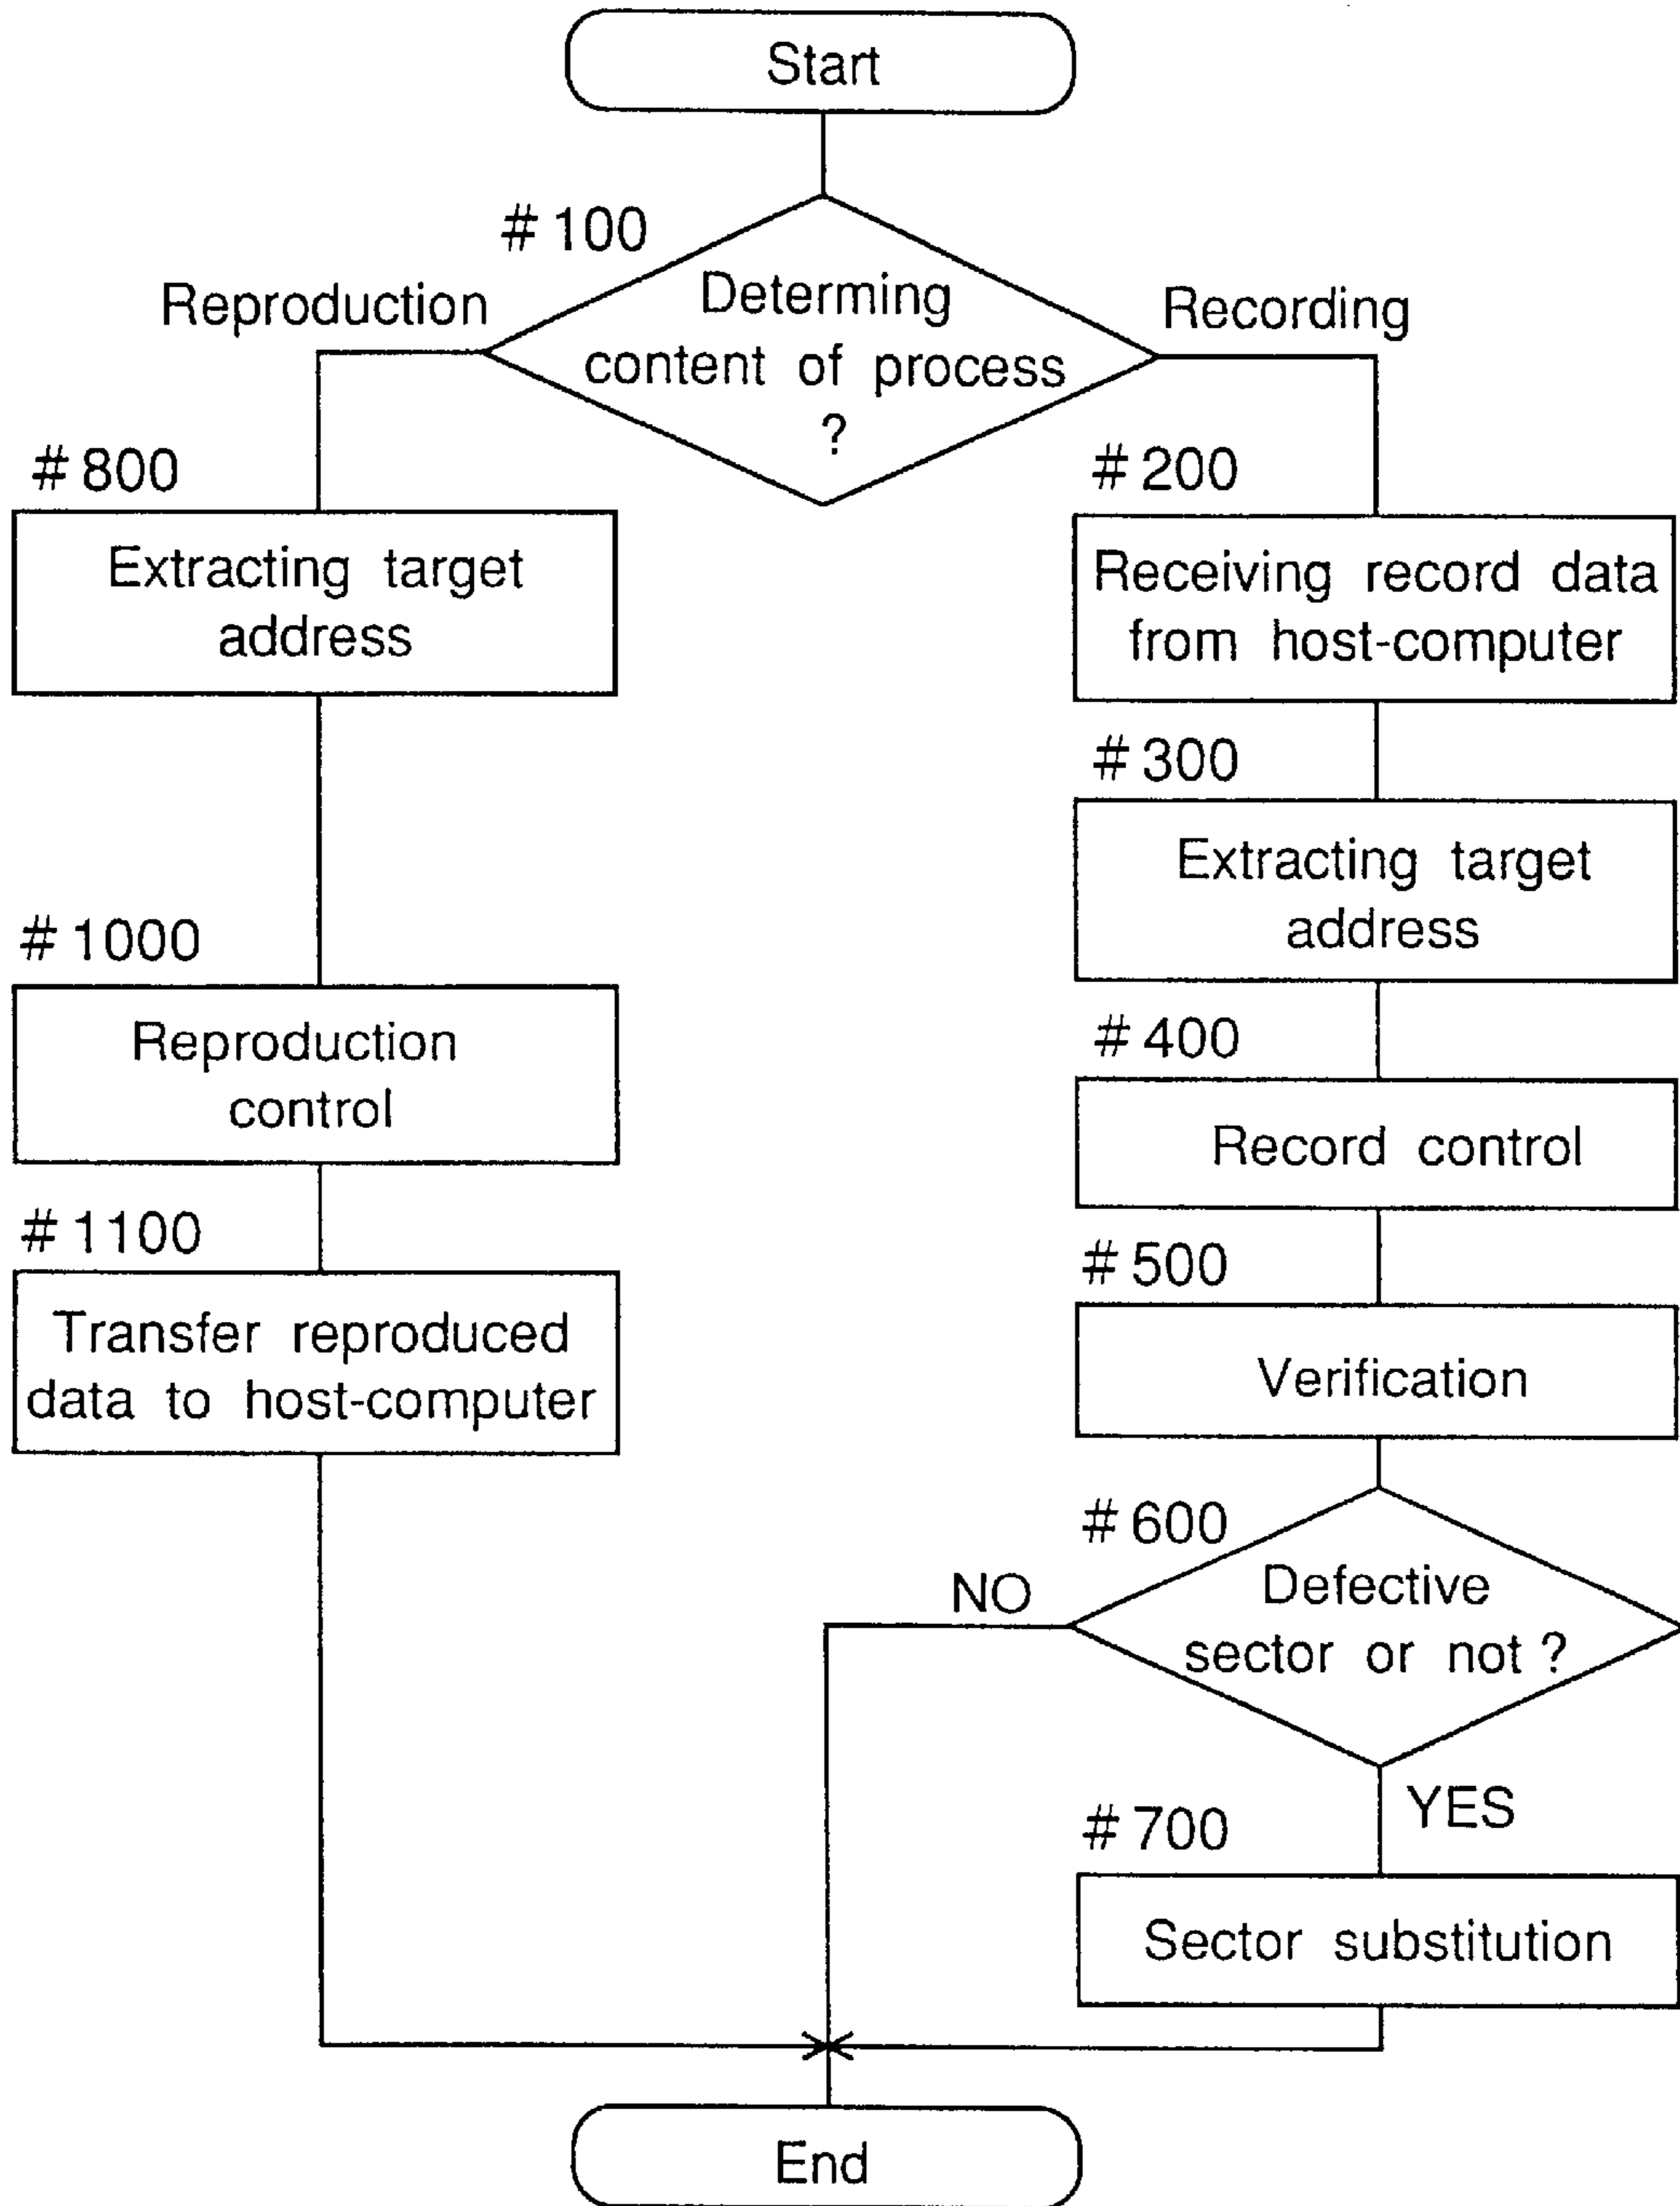 Start
# 100
Determing
content of process
?
Reproduction
Recording
# 800
Extracting target
address
# 200
Receiving record data
from host-computer
# 300
Extracting target
address
# 1000
Reproduction
control
# 400
Record control
# 1100
Transfer reproduced
data to host-computer
# 500
Verification
# 600
Defective
sector or not ?
NO
YES
# 700
Sector substitution
End